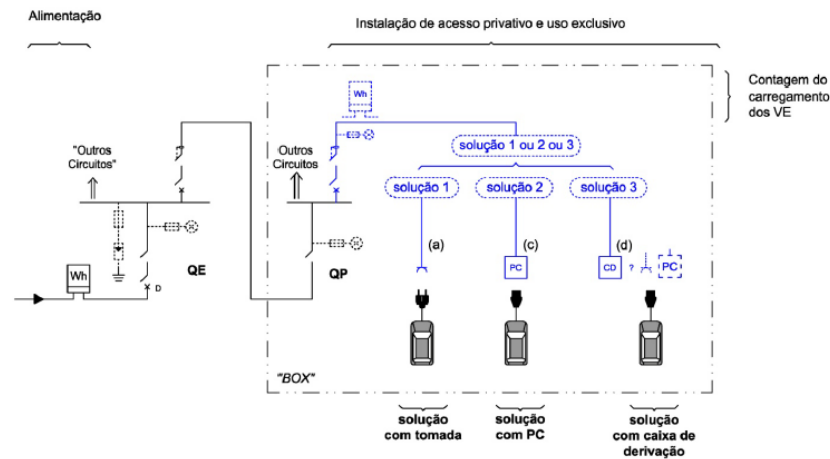 Alimentação
Instalação de acesso privativo e uso exclusivo
Contagem do
carregamento
dos VE
Wh
"Outros
Circuitos"
Outros
Circuitos
solução 1 ou 2 ou 3
solução 1
solução 2
solução 3
(a)
(c)
(d)
QE
QP
PC
CD
?
PC
Wh
D
"BOX"
solução
com tomada
solução
com PC
solução
com caixa de
derivação